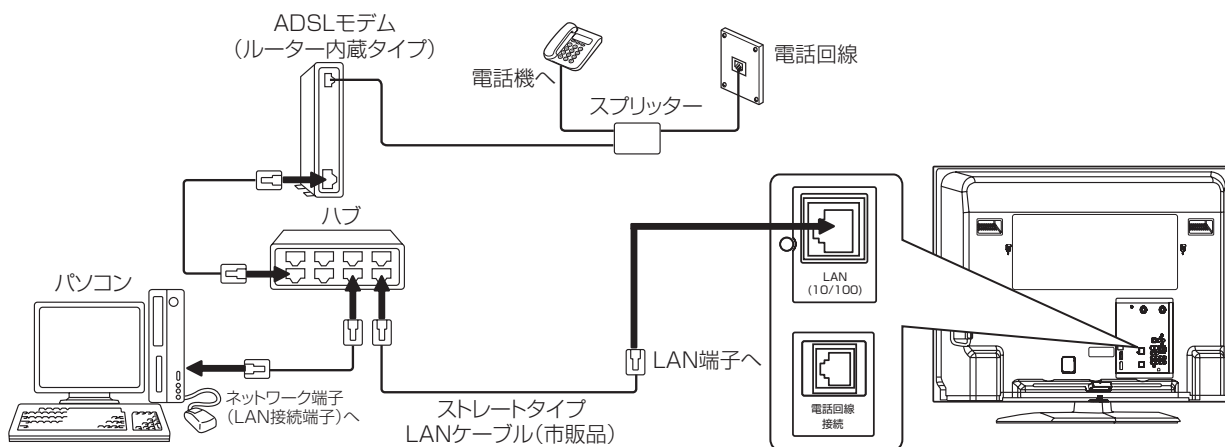 ADSLモデム
（ルーター内蔵タイプ）
電話機へ
電話回線
スプリッター
ハブ
パソコン
LAN
(10/100)
LAN端子へ
ネットワーク端子
（LAN接続端子）へ
ストレートタイプ
LANケーブル（市販品）
電話回線
接続